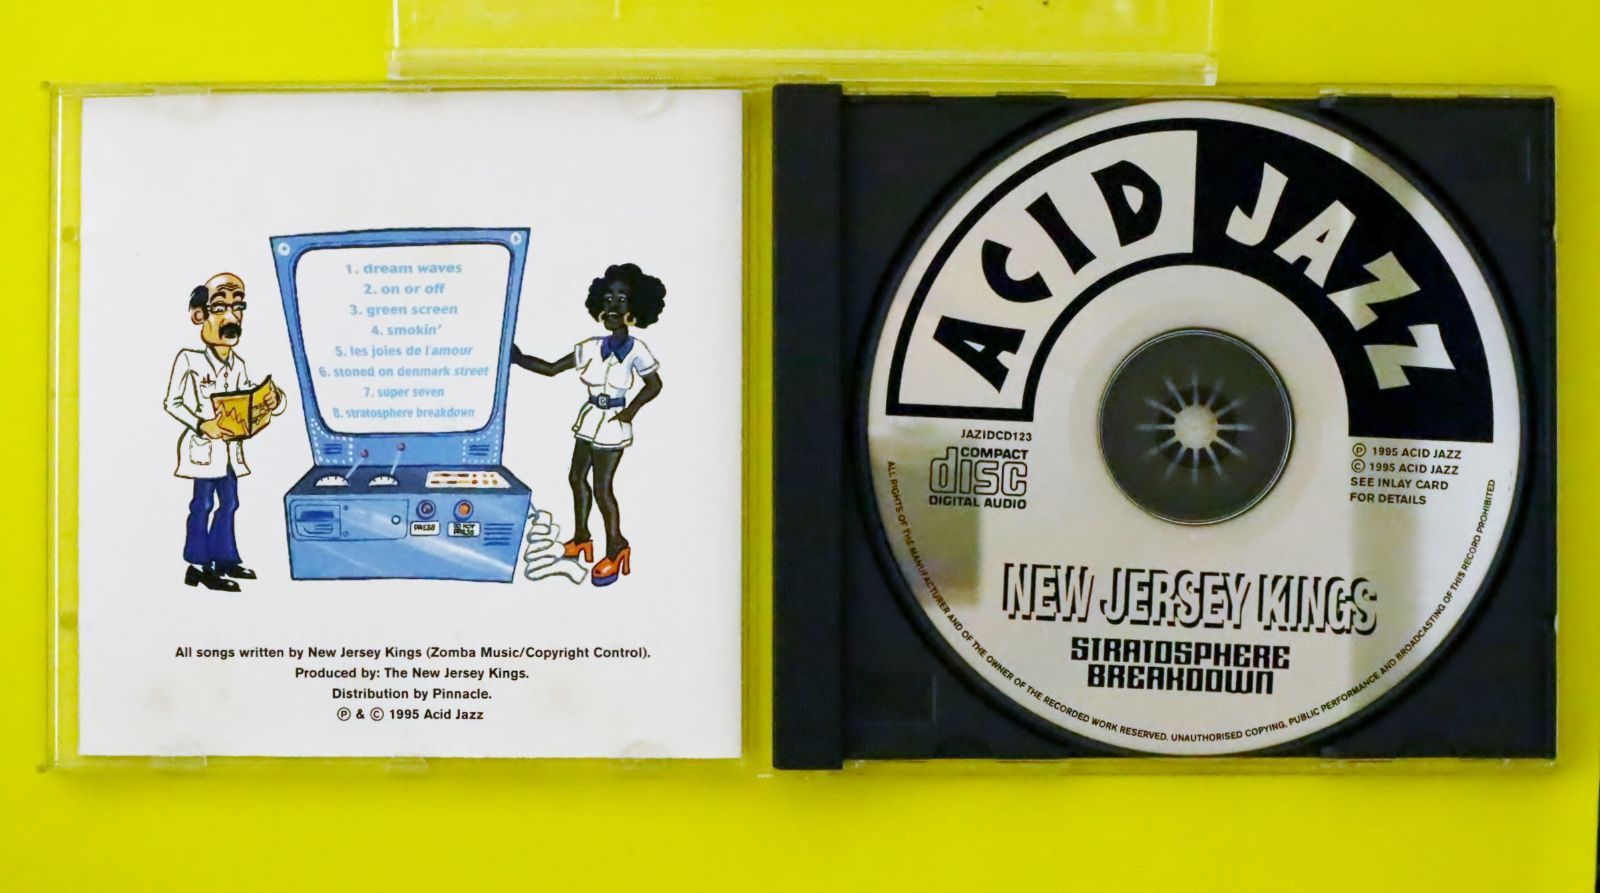 1. dream waves
2. on or off
3. green screen
4. smokin'
5. les joies de l'amour
6. stoned on denmark street
7. super seven
8. stratosphere breakdown
PRESS
DO NOT
PRESS
All songs written by New Jersey Kings (Zomba Music/Copyright Control).
Produced by: The New Jersey Kings.
Distribution by Pinnacle.
Ⓟ & © 1995 Acid Jazz
ACID JAZZ
JAZIDCD123
COMPACT
disc
DIGITAL AUDIO
Ⓟ 1995 ACID JAZZ
© 1995 ACID JAZZ
SEE INLAY CARD
FOR DETAILS
NEW JERSEY KINGS
STRATOSPHERE
BREAKDOWN
ALL RIGHTS OF THE MANUFACTURER AND OF THE OWNER OF THE RECORDED WORK RESERVED. UNAUTHORISED COPYING, PUBLIC PERFORMANCE AND BROADCASTING OF THIS RECORD PROHIBITED